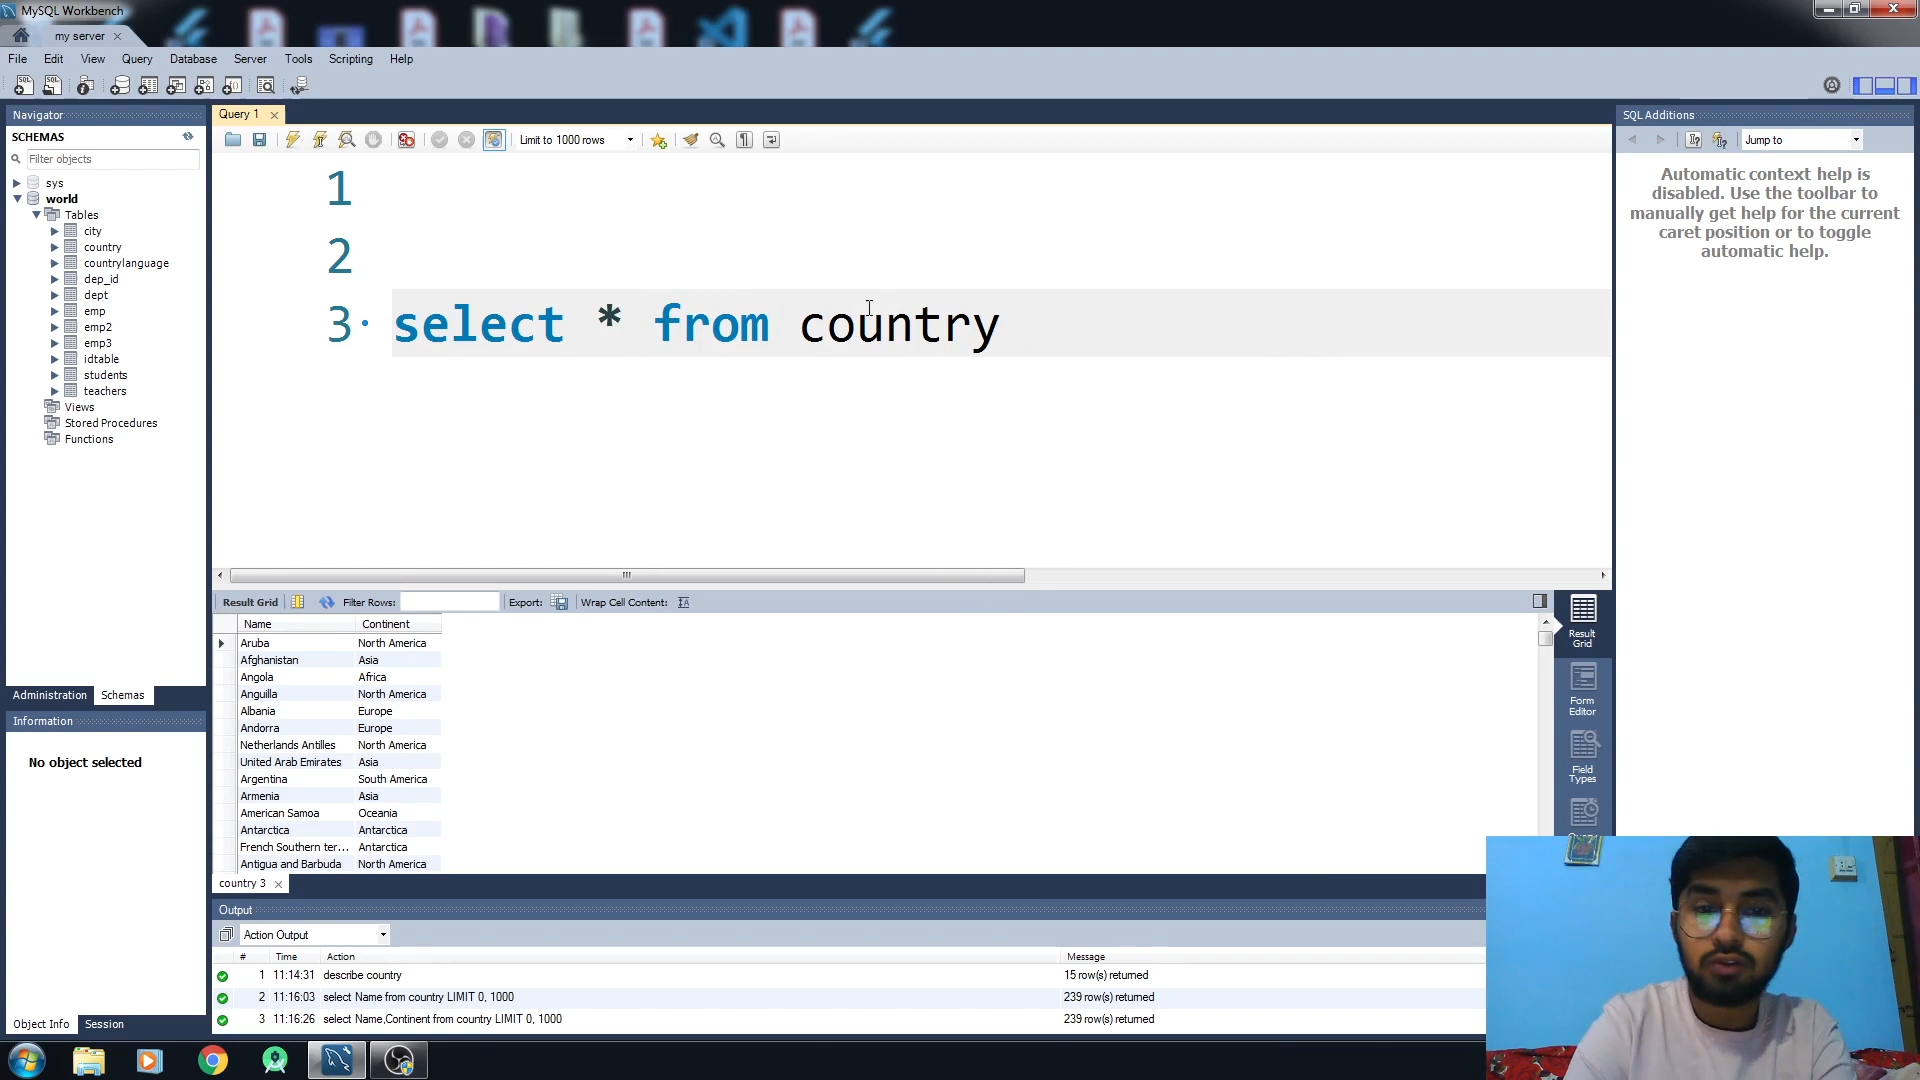 MySQL Workbench
my server
File Edit View Query Database Server Tools Scripting Help
Navigator
SCHEMAS
Filter objects
sys
world
Tables
city
country
countrylanguage
dep_id
dept
emp
emp2
emp3
idtable
students
teachers
Views
Stored Procedures
Functions
Administration Schemas
Information
No object selected
Object Info Session
Query 1
Limit to 1000 rows
1
2
3 select * from country
Result Grid Filter Rows: Export: Wrap Cell Content:
Name Continent
Aruba North America
Afghanistan Asia
Angola Africa
Anguilla North America
Albania Europe
Andorra Europe
Netherlands Antilles North America
United Arab Emirates Asia
Argentina South America
Armenia Asia
American Samoa Oceania
Antarctica Antarctica
French Southern ter... Antarctica
Antigua and Barbuda North America
Result
Grid
Form
Editor
Field
Types
country 3
Output
Action Output
# Time Action Message
1 11:14:31 describe country 15 row(s) returned
2 11:16:03 select Name from country LIMIT 0, 1000 239 row(s) returned
3 11:16:26 select Name,Continent from country LIMIT 0, 1000 239 row(s) returned
SQL Additions
Jump to
Automatic context help is
disabled. Use the toolbar to
manually get help for the current
caret position or to toggle
automatic help.